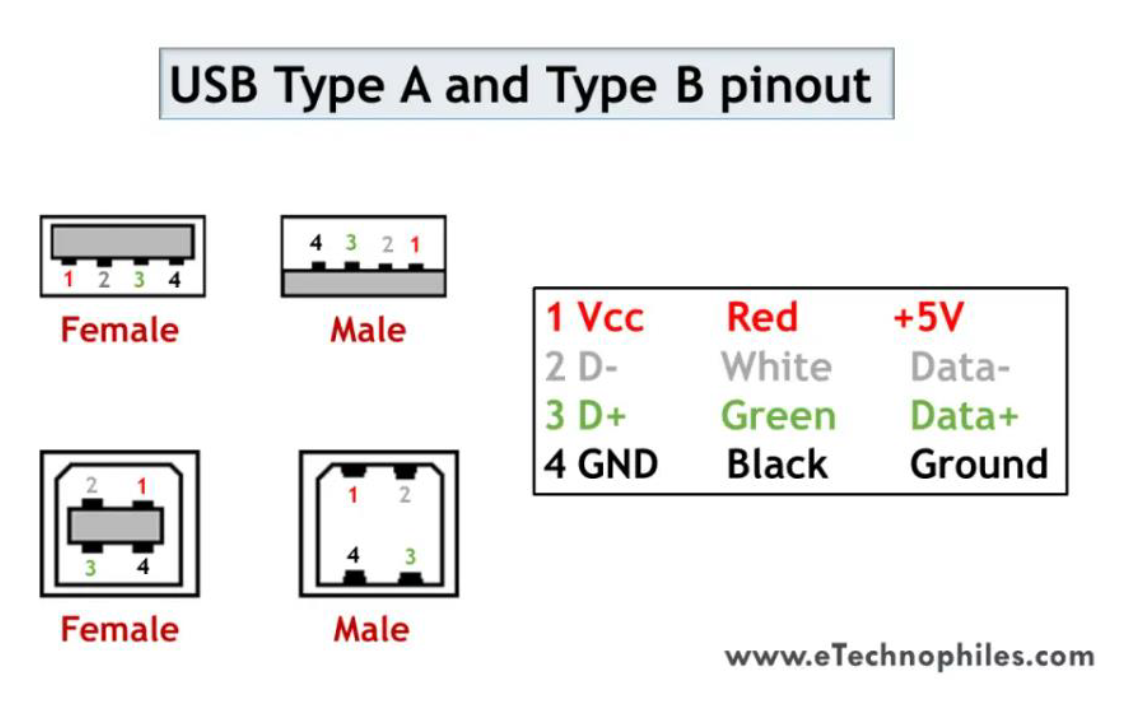 USB Type A and Type B pinout
1 2 3 4
Female
4 3 2 1
Male
1 Vcc Red +5V
2 D- White Data-
3 D+ Green Data+
4 GND Black Ground
2 1
3 4
Female
1 2
4 3
Male
www.eTechnophiles.com